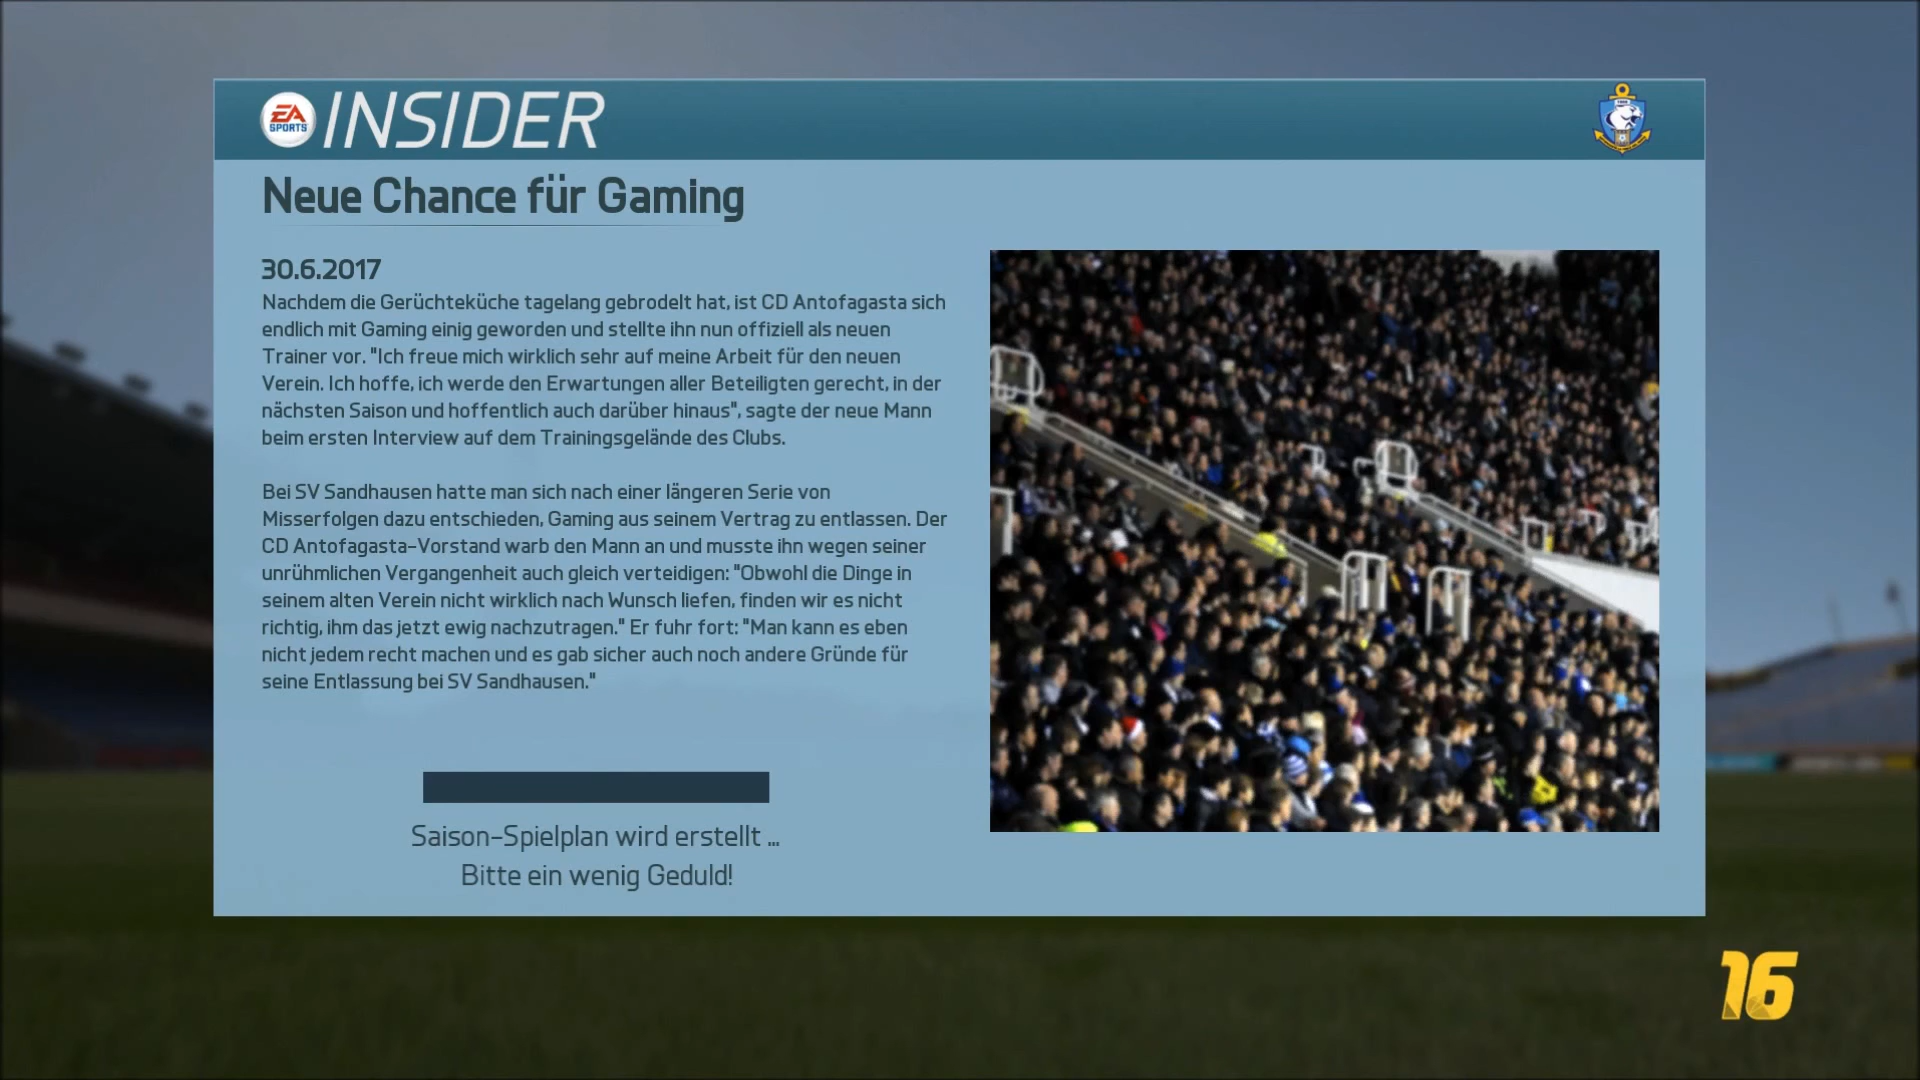 EA
SPORTS
INSIDER
Neue Chance für Gaming
30.6.2017
Nachdem die Gerüchteküche tagelang gebrodelt hat, ist CD Antofagasta sich
endlich mit Gaming einig geworden und stellte ihn nun offiziell als neuen
Trainer vor. "Ich freue mich wirklich sehr auf meine Arbeit für den neuen
Verein. Ich hoffe, ich werde den Erwartungen aller Beteiligten gerecht, in der
nächsten Saison und hoffentlich auch darüber hinaus", sagte der neue Mann
beim ersten Interview auf dem Trainingsgelände des Clubs.
Bei SV Sandhausen hatte man sich nach einer längeren Serie von
Misserfolgen dazu entschieden, Gaming aus seinem Vertrag zu entlassen. Der
CD Antofagasta-Vorstand warb den Mann an und musste ihn wegen seiner
unrühmlichen Vergangenheit auch gleich verteidigen: "Obwohl die Dinge in
seinem alten Verein nicht wirklich nach Wunsch liefen, finden wir es nicht
richtig, ihm das jetzt ewig nachzutragen." Er fuhr fort: "Man kann es eben
nicht jedem recht machen und es gab sicher auch noch andere Gründe für
seine Entlassung bei SV Sandhausen."
Saison-Spielplan wird erstellt ...
Bitte ein wenig Geduld!
16